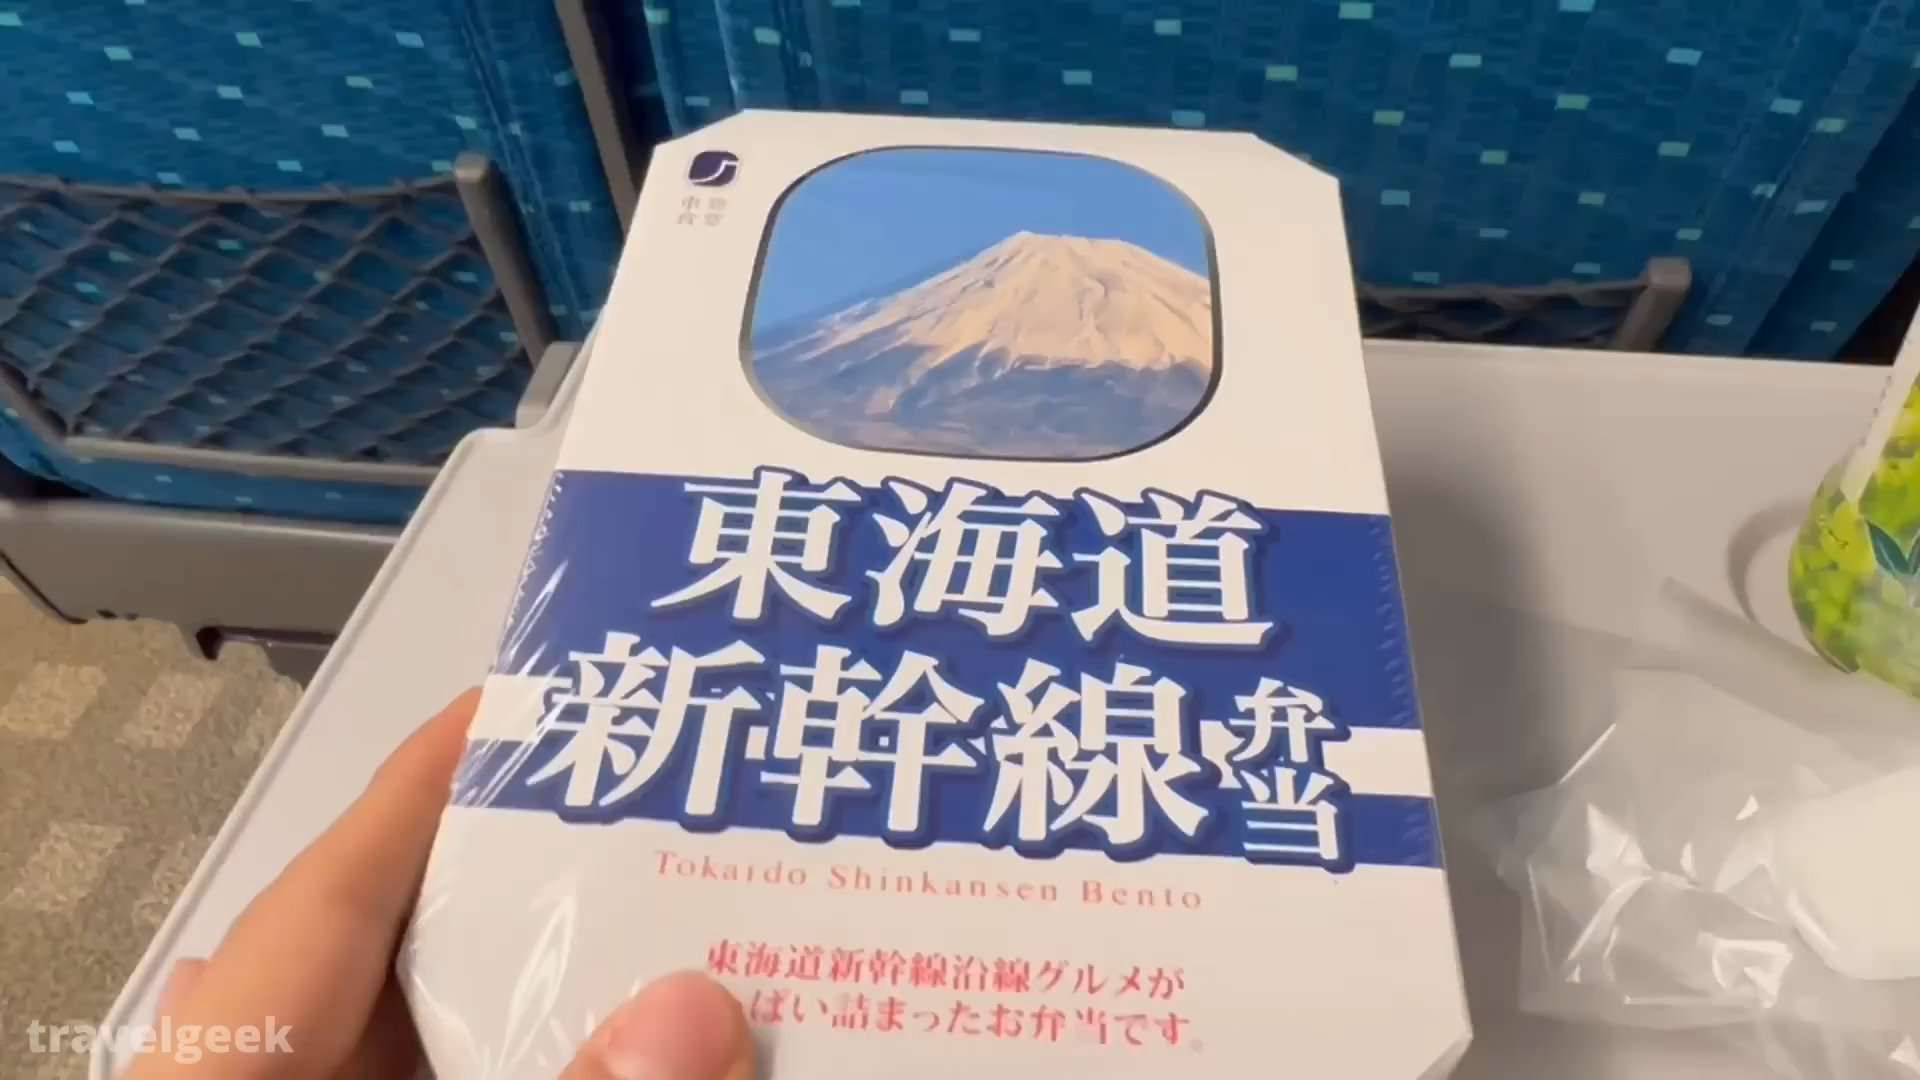 東海道
新幹線
弁当
Tokaido Shinkansen Bento
東海道新幹線沿線グルメが
ぱい詰まったお弁当です。
travelgeek